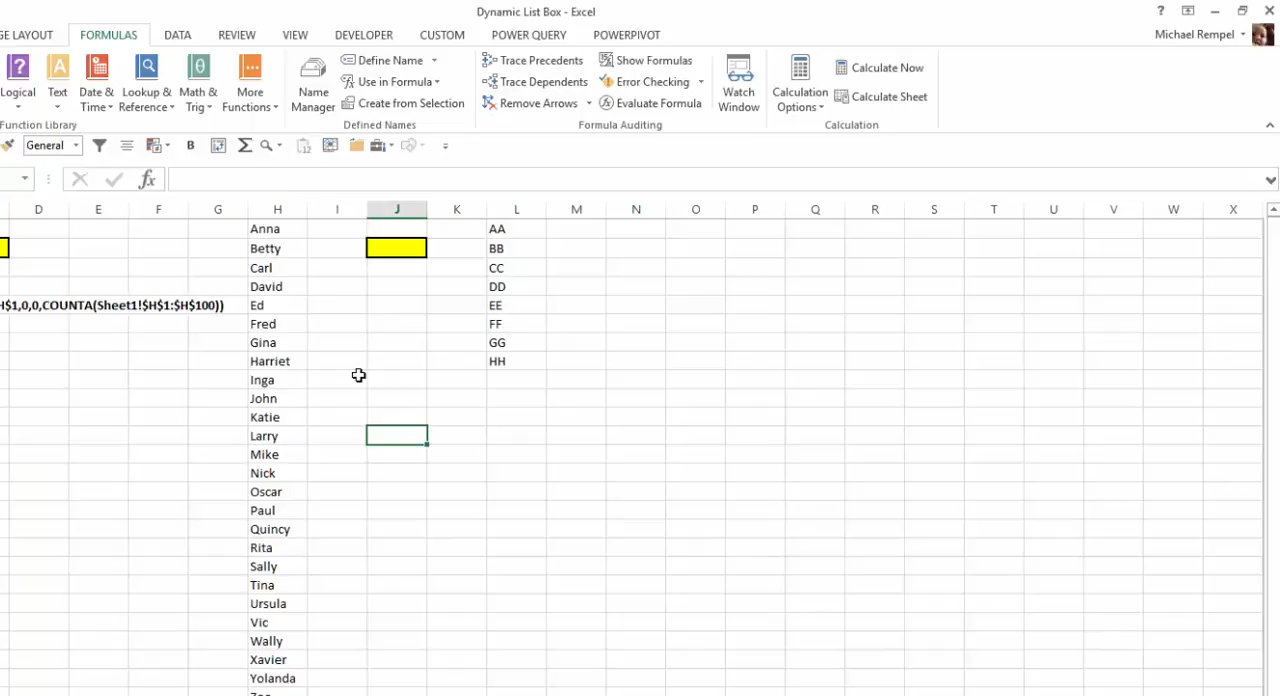 Dynamic List Box - Excel
?
GE LAYOUT FORMULAS DATA REVIEW VIEW DEVELOPER CUSTOM POWER QUERY POWERPIVOT Michael Rempel
Logical Text Date & Time Lookup & Reference Math & Trig More Functions
Function Library
Name Manager
Define Name
Use in Formula
Create from Selection
Defined Names
Trace Precedents
Trace Dependents
Remove Arrows
Show Formulas
Error Checking
Evaluate Formula
Formula Auditing
Watch Window
Calculation Options
Calculate Now
Calculate Sheet
Calculation
General B Σ
fx
D E F G H I J K L M N O P Q R S T U V W X
Anna AA
Betty BB
Carl CC
David DD
H$1,0,0,COUNTA(Sheet1!$H$1:$H$100)) Ed EE
Fred FF
Gina GG
Harriet HH
Inga
John
Katie
Larry
Mike
Nick
Oscar
Paul
Quincy
Rita
Sally
Tina
Ursula
Vic
Wally
Xavier
Yolanda